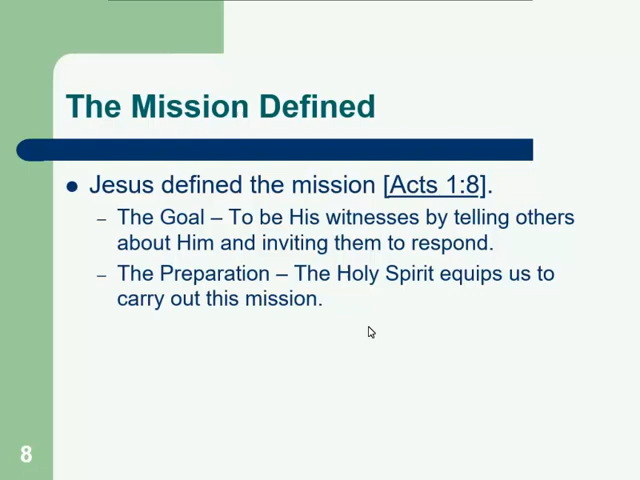 The Mission Defined
● Jesus defined the mission [Acts 1:8].
– The Goal – To be His witnesses by telling others
about Him and inviting them to respond.
– The Preparation – The Holy Spirit equips us to
carry out this mission.
8